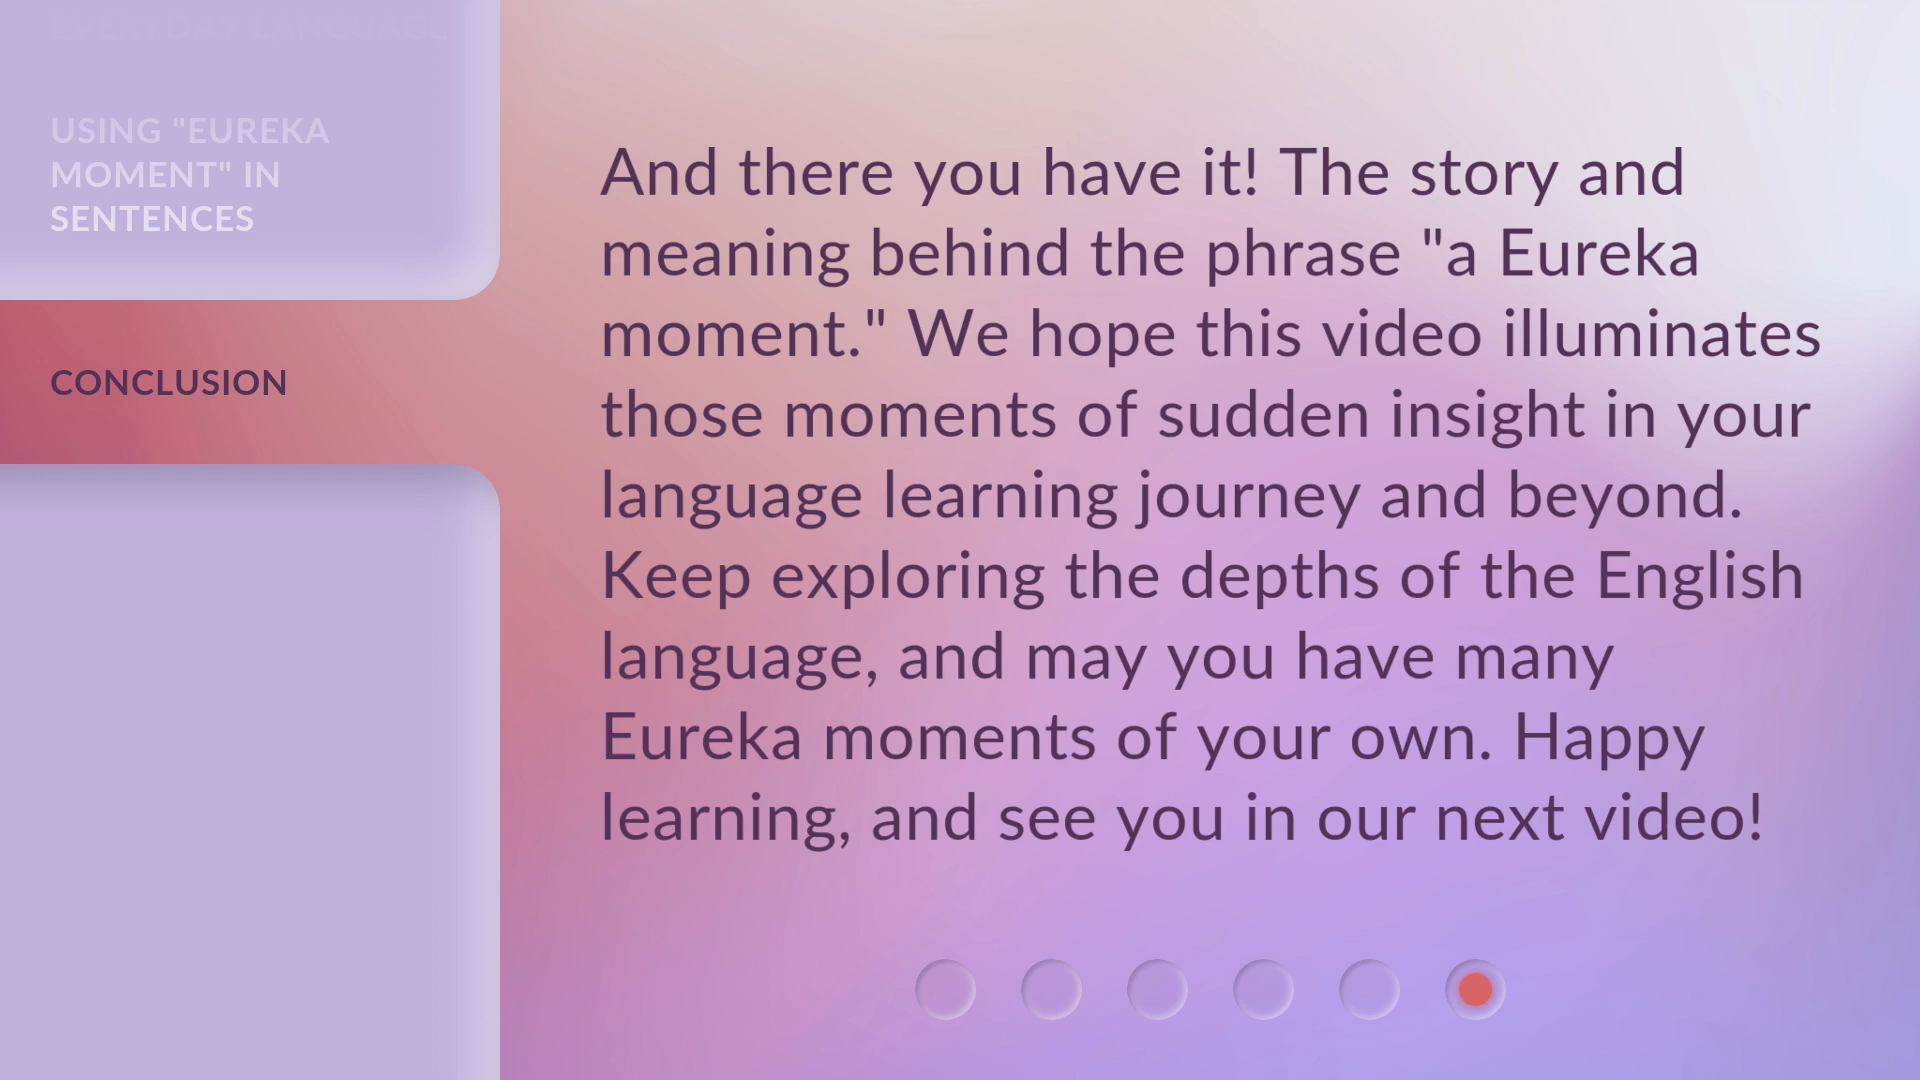 EVERYDAY LANGUAGE
USING "EUREKA
MOMENT" IN
SENTENCES
CONCLUSION
And there you have it! The story and
meaning behind the phrase "a Eureka
moment." We hope this video illuminates
those moments of sudden insight in your
language learning journey and beyond.
Keep exploring the depths of the English
language, and may you have many
Eureka moments of your own. Happy
learning, and see you in our next video!